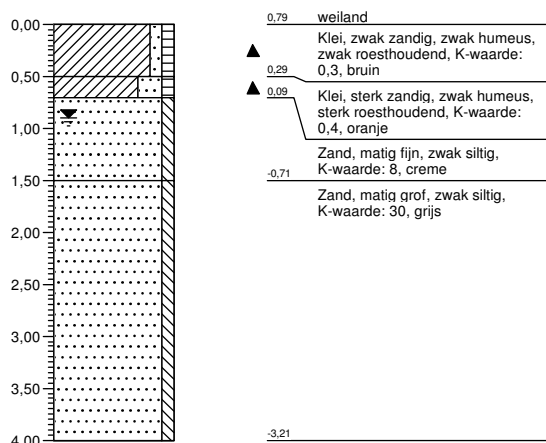 0,00
0,50
1,00
1,50
2,00
2,50
3,00
3,50
4,00
0,79 weiland
Klei, zwak zandig, zwak humeus,
zwak roesthoudend, K-waarde:
0,3, bruin
0,29
0,09
Klei, sterk zandig, zwak humeus,
sterk roesthoudend, K-waarde:
0,4, oranje
Zand, matig fijn, zwak siltig,
K-waarde: 8, creme
-0,71
Zand, matig grof, zwak siltig,
K-waarde: 30, grijs
-3,21